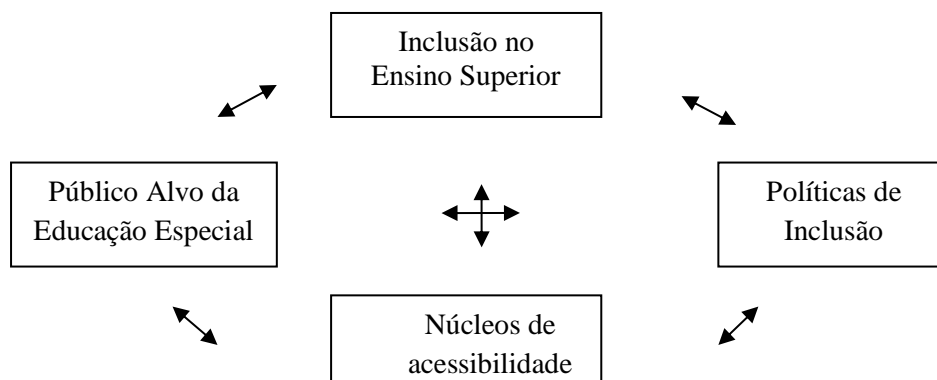 Inclusão no
Ensino Superior
Público Alvo da
Educação Especial
Políticas de
Inclusão
Núcleos de
acessibilidade